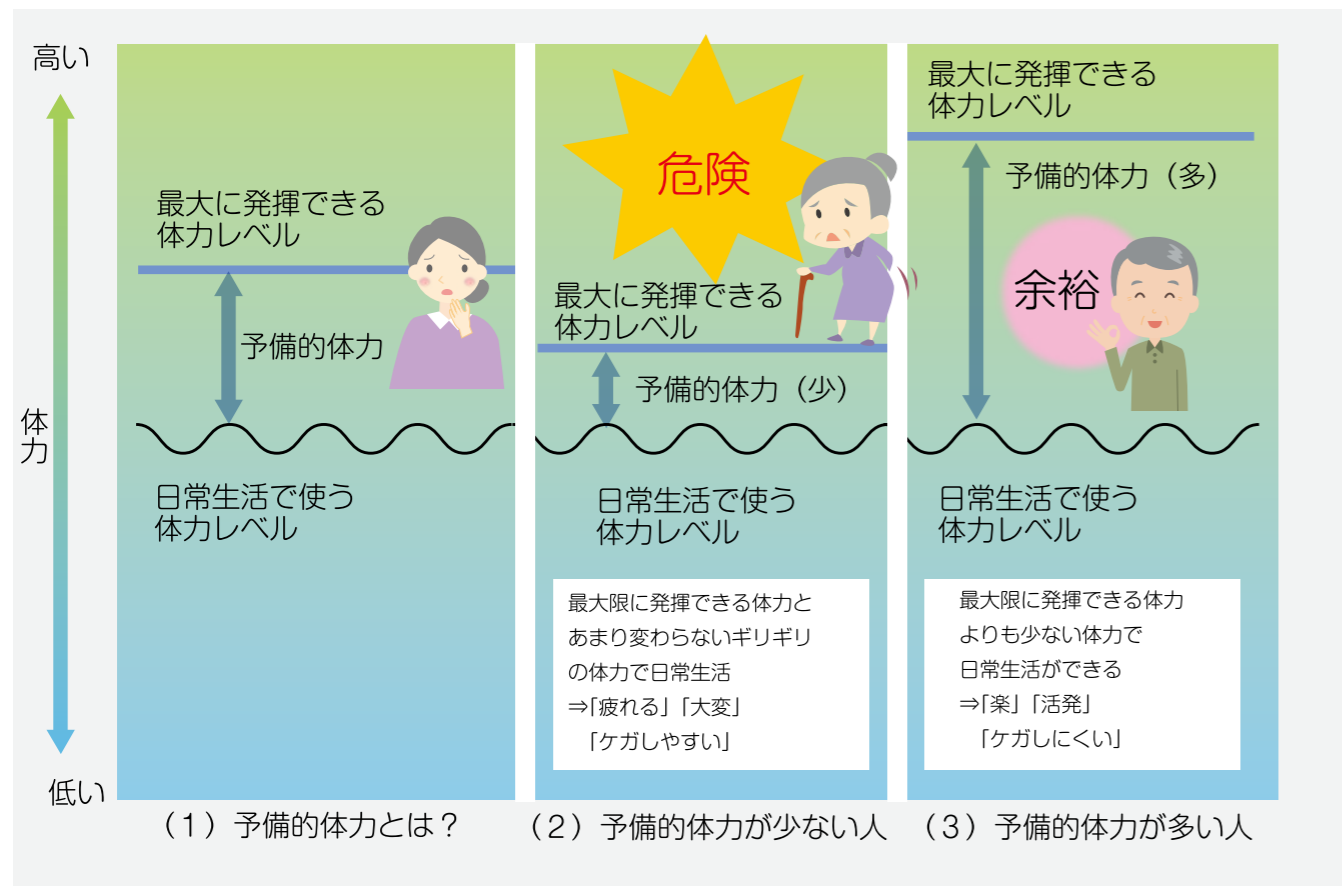 高い
体力
低い
最大に発揮できる
体力レベル
予備的体力
日常生活で使う
体力レベル
（１）予備的体力とは？
危険
最大に発揮できる
体力レベル
予備的体力（少）
日常生活で使う
体力レベル
最大限に発揮できる体力と
あまり変わらないギリギリ
の体力で日常生活
⇒「疲れる」「大変」
「ケガしやすい」
（２）予備的体力が少ない人
最大に発揮できる
体力レベル
予備的体力（多）
余裕
日常生活で使う
体力レベル
最大限に発揮できる体力
よりも少ない体力で
日常生活ができる
⇒「楽」「活発」
「ケガしにくい」
（３）予備的体力が多い人